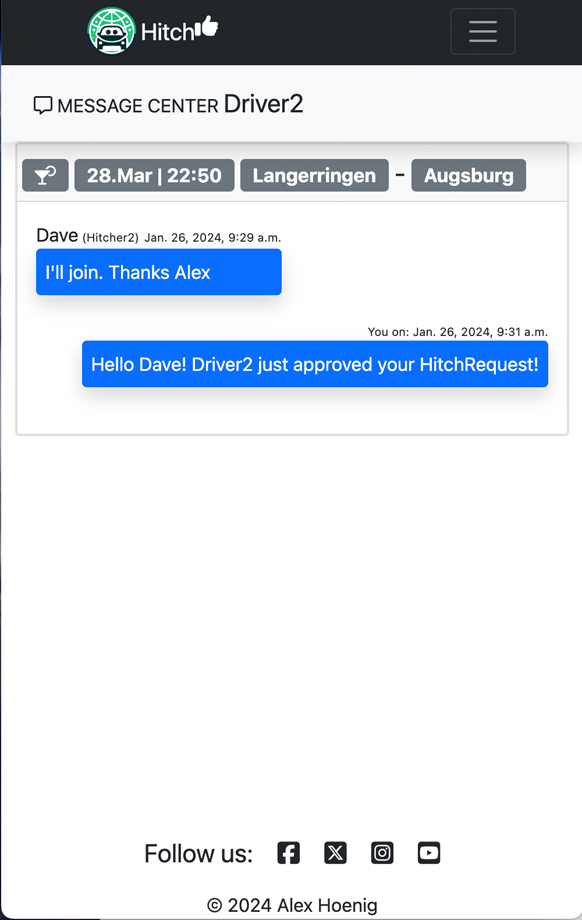 Hitch
MESSAGE CENTER Driver2
28.Mar | 22:50 Langerringen - Augsburg
Dave (Hitcher2) Jan. 26, 2024, 9:29 a.m.
I'll join. Thanks Alex
You on: Jan. 26, 2024, 9:31 a.m.
Hello Dave! Driver2 just approved your HitchRequest!
Follow us:
© 2024 Alex Hoenig